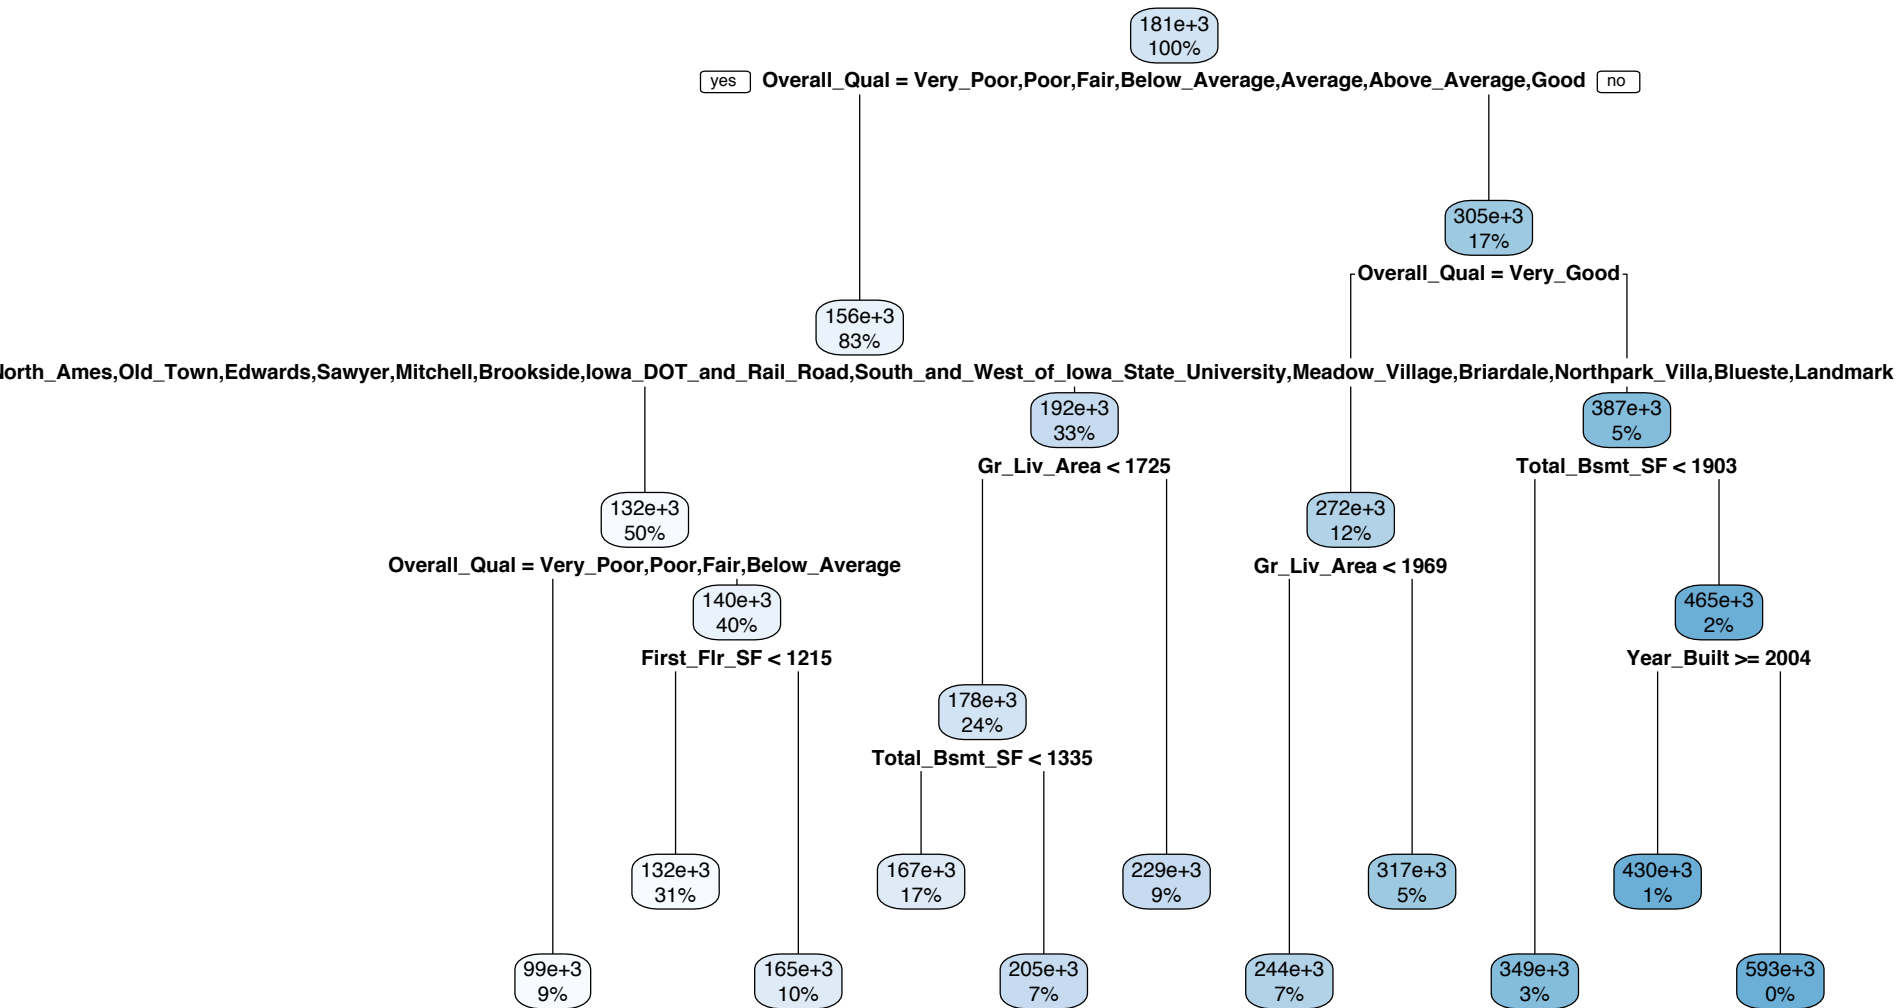 181e+3
100%
yes Overall_Qual = Very_Poor,Poor,Fair,Below_Average,Average,Above_Average,Good no
305e+3
17%
Overall_Qual = Very_Good
156e+3
83%
North_Ames,Old_Town,Edwards,Sawyer,Mitchell,Brookside,Iowa_DOT_and_Rail_Road,South_and_West_of_Iowa_State_University,Meadow_Village,Briardale,Northpark_Villa,Blueste,Landmark
192e+3
33%
387e+3
5%
Gr_Liv_Area < 1725
Total_Bsmt_SF < 1903
132e+3
50%
272e+3
12%
Overall_Qual = Very_Poor,Poor,Fair,Below_Average
Gr_Liv_Area < 1969
140e+3
40%
465e+3
2%
First_Flr_SF < 1215
Year_Built >= 2004
178e+3
24%
Total_Bsmt_SF < 1335
132e+3
31%
167e+3
17%
229e+3
9%
317e+3
5%
430e+3
1%
99e+3
9%
165e+3
10%
205e+3
7%
244e+3
7%
349e+3
3%
593e+3
0%